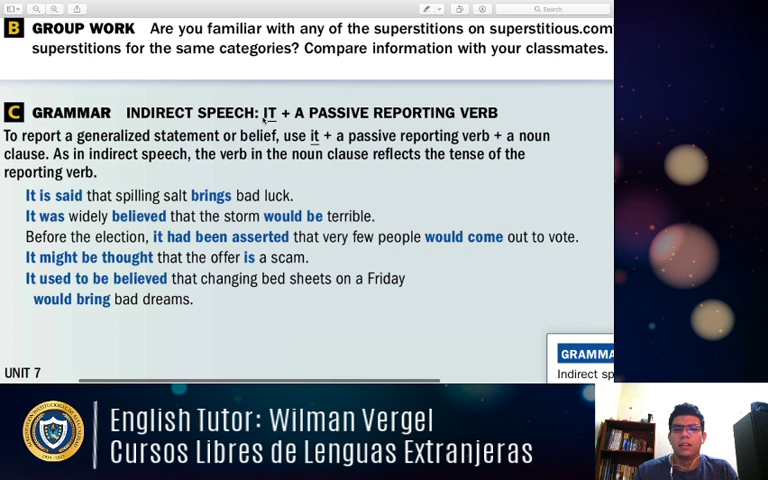 Search
B GROUP WORK Are you familiar with any of the superstitions on superstitious.com
superstitions for the same categories? Compare information with your classmates.
C GRAMMAR INDIRECT SPEECH: IT + A PASSIVE REPORTING VERB
To report a generalized statement or belief, use it + a passive reporting verb + a noun
clause. As in indirect speech, the verb in the noun clause reflects the tense of the
reporting verb.
It is said that spilling salt brings bad luck.
It was widely believed that the storm would be terrible.
Before the election, it had been asserted that very few people would come out to vote.
It might be thought that the offer is a scam.
It used to be believed that changing bed sheets on a Friday
would bring bad dreams.
UNIT 7
GRAMMA
Indirect sp
English Tutor: Wilman Vergel
Cursos Libres de Lenguas Extranjeras